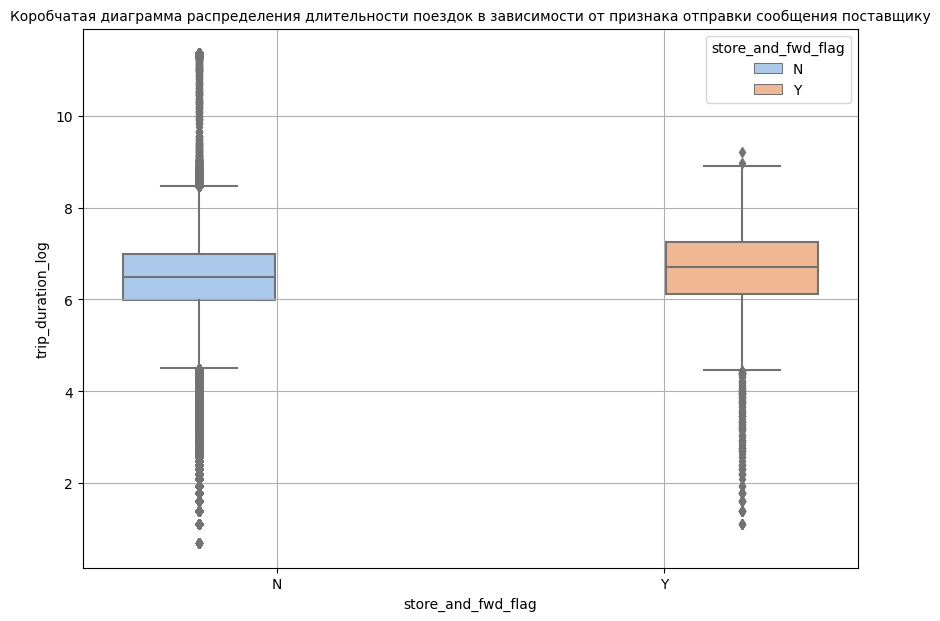 Коробчатая диаграмма распределения длительности поездок в зависимости от признака отправки сообщения поставщику
store_and_fwd_flag
N
Y
10
8
6
4
2
trip_duration_log
N
Y
store_and_fwd_flag